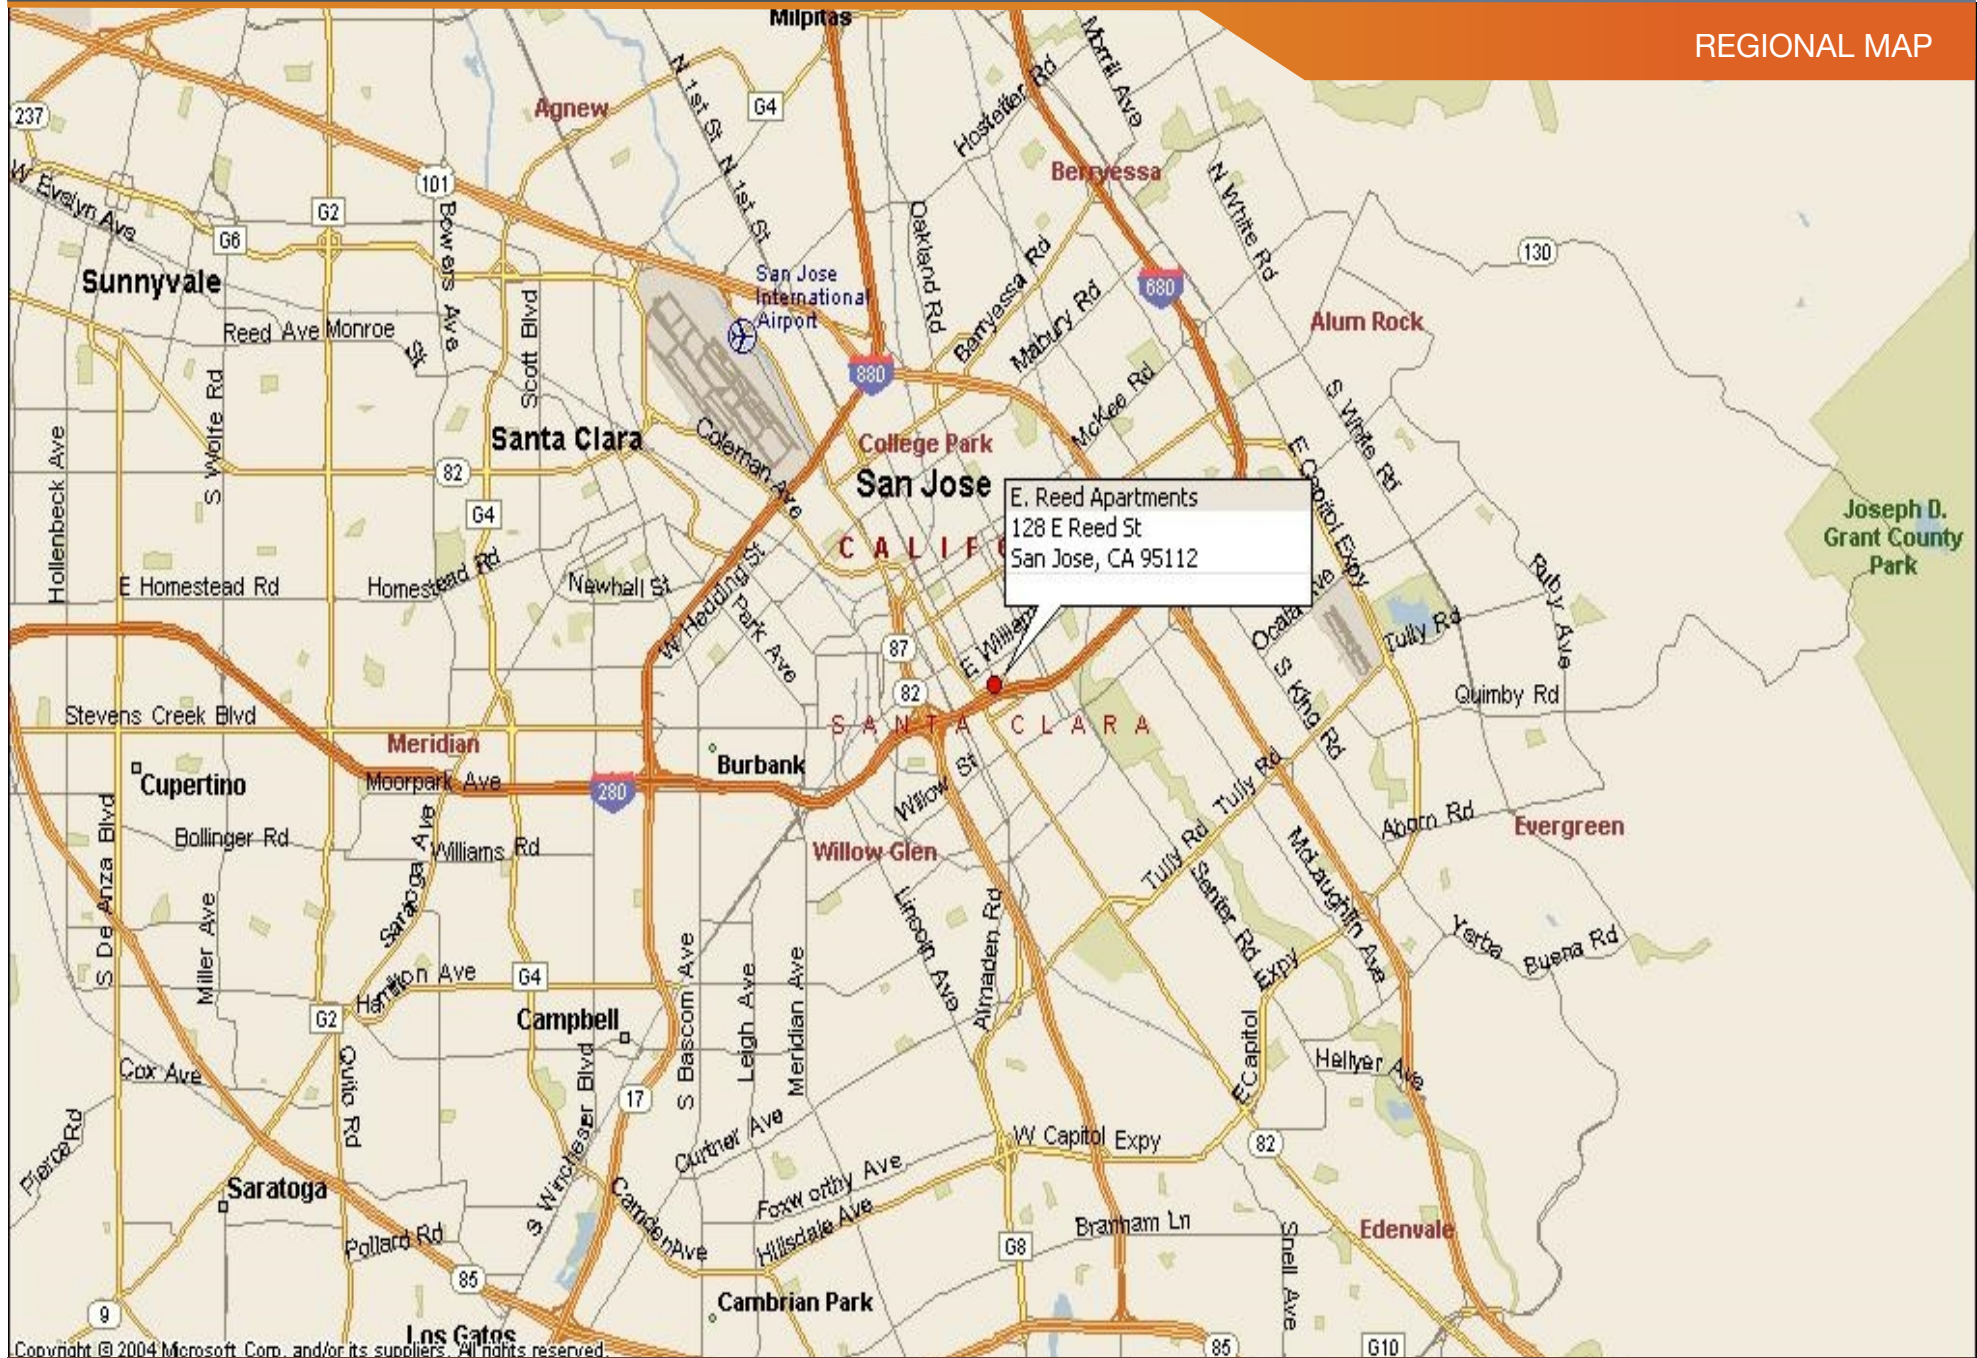 REGIONAL MAP
Milpitas
Morrill Ave
Hostetter Rd
N 1st St
Agnew
G4
237
Berryessa
101
N 1st St
N White Rd
W Evelyn Ave
G2
G6
Bowers Ave
Oakland Rd
130
Sunnyvale
San Jose
International
Airport
Berryessa Rd
Mabury Rd
680
Reed Ave
Monroe St
Scott Blvd
Alum Rock
880
S Wolfe Rd
McKee Rd
S White Rd
Hollenbeck Ave
Santa Clara
Coleman Ave
College Park
San Jose
82
G4
E Capitol Expy
E. Reed Apartments
128 E Reed St
San Jose, CA 95112
CALIF
Joseph D.
Grant County
Park
E Homestead Rd
Homestead Rd
Newhall St
W Hedding St
Park Ave
Ruby Ave
Tully Rd
87
S King Rd
82
Quimby Rd
Stevens Creek Blvd
SANTA CLARA
Meridian
Burbank
Cupertino
Moorpark Ave
280
Willow St
Tully Rd
Aborn Rd
Evergreen
S De Anza Blvd
Bollinger Rd
Saratoga Ave
Williams Rd
Willow Glen
Tully Rd
McLaughlin Ave
Miller Ave
Lincoln Ave
Almaden Rd
Senter Rd
Yerba Buena Rd
Hamilton Ave
G4
S Bascom Ave
Leigh Ave
Meridian Ave
G2
Campbell
E Capitol Expy
Cox Ave
Quito Rd
Hellyer Ave
17
Pierce Rd
Curtner Ave
W Capitol Expy
82
Saratoga
S Winchester Blvd
Camden Ave
Foxworthy Ave
Hillsdale Ave
Branham Ln
Edenvale
Pollard Rd
G8
Snell Ave
85
9
Cambrian Park
Los Gatos
85
G10
Copyright © 2004 Microsoft Corp. and/or its suppliers. All rights reserved.